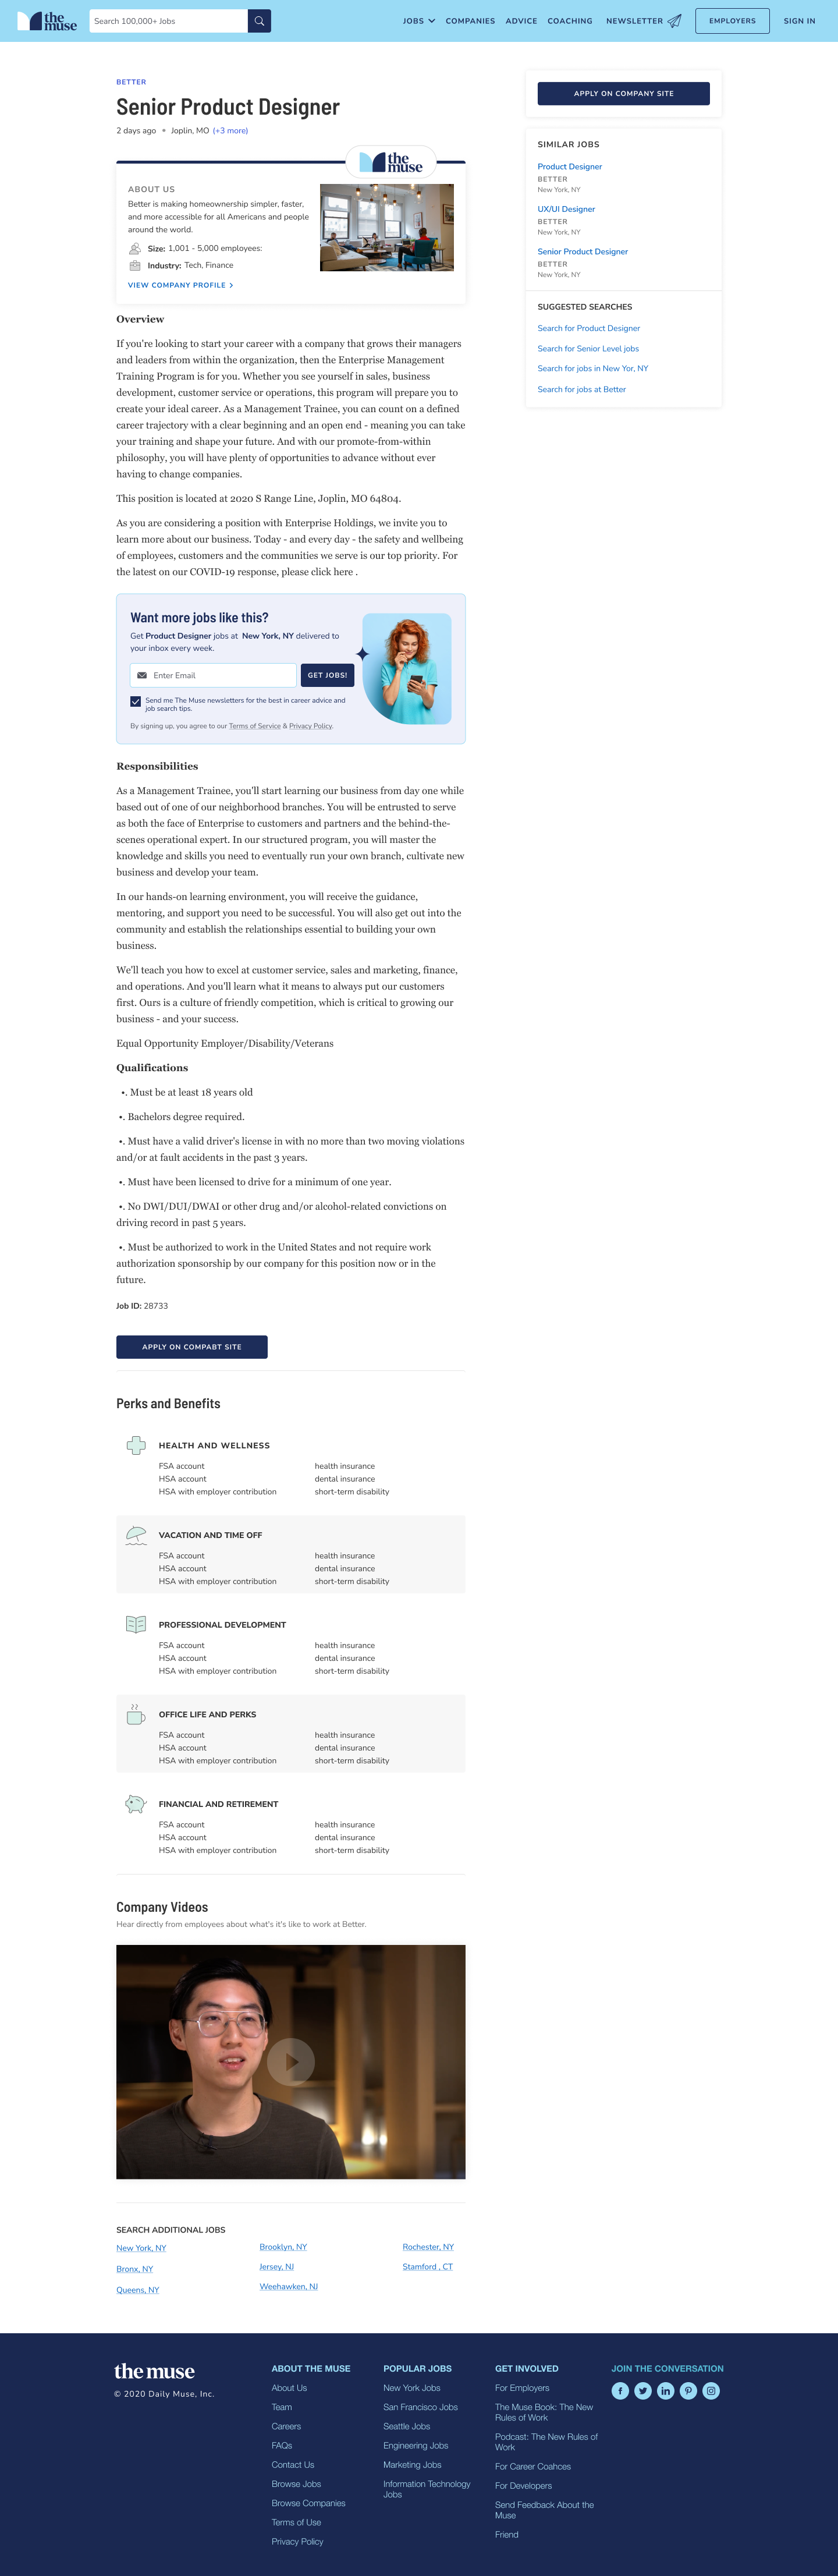 the muse
Search 100,000+ Jobs
JOBS
COMPANIES
ADVICE
COACHING
NEWSLETTER
EMPLOYERS
SIGN IN
BETTER
Senior Product Designer
2 days ago • Joplin, MO (+3 more)
the muse
ABOUT US
Better is making homeownership simpler, faster,
and more accessible for all Americans and people
around the world.
Size: 1,001 - 5,000 employees:
Industry: Tech, Finance
VIEW COMPANY PROFILE
APPLY ON COMPANY SITE
SIMILAR JOBS
Product Designer
BETTER
New York, NY
UX/UI Designer
BETTER
New York, NY
Senior Product Designer
BETTER
New York, NY
SUGGESTED SEARCHES
Search for Product Designer
Search for Senior Level jobs
Search for jobs in New Yor, NY
Search for jobs at Better
Overview
If you're looking to start your career with a company that grows their managers
and leaders from within the organization, then the Enterprise Management
Training Program is for you. Whether you see yourself in sales, business
development, customer service or operations, this program will prepare you to
create your ideal career. As a Management Trainee, you can count on a defined
career trajectory with a clear beginning and an open end - meaning you can take
your training and shape your future. And with our promote-from-within
philosophy, you will have plenty of opportunities to advance without ever
having to change companies.
This position is located at 2020 S Range Line, Joplin, MO 64804.
As you are considering a position with Enterprise Holdings, we invite you to
learn more about our business. Today - and every day - the safety and wellbeing
of employees, customers and the communities we serve is our top priority. For
the latest on our COVID-19 response, please click here .
Want more jobs like this?
Get Product Designer jobs at New York, NY delivered to
your inbox every week.
Enter Email
GET JOBS!
Send me The Muse newsletters for the best in career advice and
job search tips.
By signing up, you agree to our Terms of Service & Privacy Policy.
Responsibilities
As a Management Trainee, you'll start learning our business from day one while
based out of one of our neighborhood branches. You will be entrusted to serve
as both the face of Enterprise to customers and partners and the behind-the-
scenes operational expert. In our structured program, you will master the
knowledge and skills you need to eventually run your own branch, cultivate new
business and develop your team.
In our hands-on learning environment, you will receive the guidance,
mentoring, and support you need to be successful. You will also get out into the
community and establish the relationships essential to building your own
business.
We'll teach you how to excel at customer service, sales and marketing, finance,
and operations. And you'll learn what it means to always put our customers
first. Ours is a culture of friendly competition, which is critical to growing our
business - and your success.
Equal Opportunity Employer/Disability/Veterans
Qualifications
•. Must be at least 18 years old
•. Bachelors degree required.
•. Must have a valid driver's license in with no more than two moving violations
and/or at fault accidents in the past 3 years.
•. Must have been licensed to drive for a minimum of one year.
•. No DWI/DUI/DWAI or other drug and/or alcohol-related convictions on
driving record in past 5 years.
•. Must be authorized to work in the United States and not require work
authorization sponsorship by our company for this position now or in the
future.
Job ID: 28733
APPLY ON COMPABT SITE
Perks and Benefits
HEALTH AND WELLNESS
FSA account health insurance
HSA account dental insurance
HSA with employer contribution short-term disability
VACATION AND TIME OFF
FSA account health insurance
HSA account dental insurance
HSA with employer contribution short-term disability
PROFESSIONAL DEVELOPMENT
FSA account health insurance
HSA account dental insurance
HSA with employer contribution short-term disability
OFFICE LIFE AND PERKS
FSA account health insurance
HSA account dental insurance
HSA with employer contribution short-term disability
FINANCIAL AND RETIREMENT
FSA account health insurance
HSA account dental insurance
HSA with employer contribution short-term disability
Company Videos
Hear directly from employees about what's it's like to work at Better.
SEARCH ADDITIONAL JOBS
New York, NY
Bronx, NY
Queens, NY
Brooklyn, NY
Jersey, NJ
Weehawken, NJ
Rochester, NY
Stamford , CT
the muse
© 2020 Daily Muse, Inc.
ABOUT THE MUSE
About Us
Team
Careers
FAQs
Contact Us
Browse Jobs
Browse Companies
Terms of Use
Privacy Policy
POPULAR JOBS
New York Jobs
San Francisco Jobs
Seattle Jobs
Engineering Jobs
Marketing Jobs
Information Technology
Jobs
GET INVOLVED
For Employers
The Muse Book: The New
Rules of Work
Podcast: The New Rules of
Work
For Career Coahces
For Developers
Send Feedback About the
Muse
Friend
JOIN THE CONVERSATION